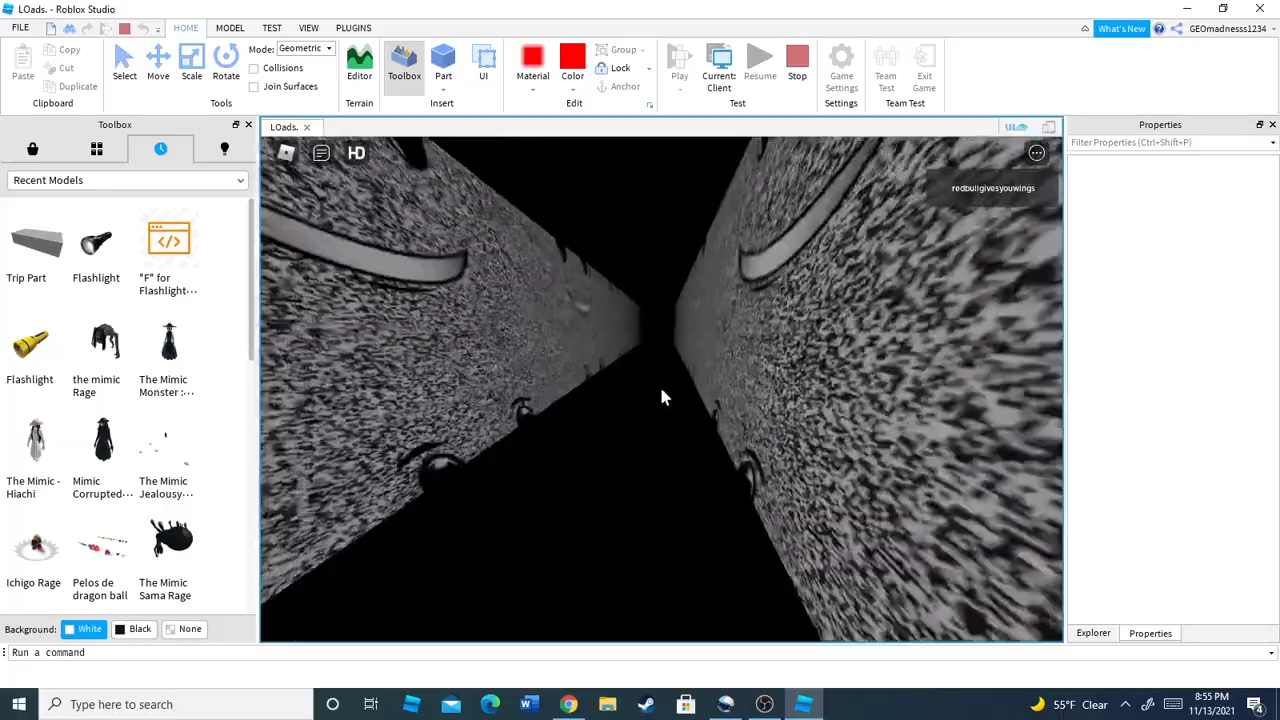 LOads. - Roblox Studio
FILE HOME MODEL TEST VIEW PLUGINS
What's New GEOmadnesss1234
Paste Copy Cut Duplicate
Clipboard
Select Move Scale Rotate
Mode: Geometric
Collisions
Join Surfaces
Tools
Editor
Terrain
Toolbox Part UI
Insert
Material Color
Group
Lock
Anchor
Edit
Play Current: Client Resume Stop
Test
Game Settings
Settings
Team Test Exit Game
Team Test
Toolbox
LOads.
UI
Properties
Filter Properties (Ctrl+Shift+P)
HD
redbullgivesyouwings
Recent Models
Trip Part
Flashlight
"F" for
Flashlight...
Flashlight
the mimic
Rage
The Mimic
Monster :...
The Mimic -
Hiachi
Mimic
Corrupted...
The Mimic
Jealousy...
Ichigo Rage
Pelos de
dragon ball
The Mimic
Sama Rage
Background: White Black None
Explorer Properties
Run a command
Type here to search
55°F Clear
8:55 PM
11/13/2021